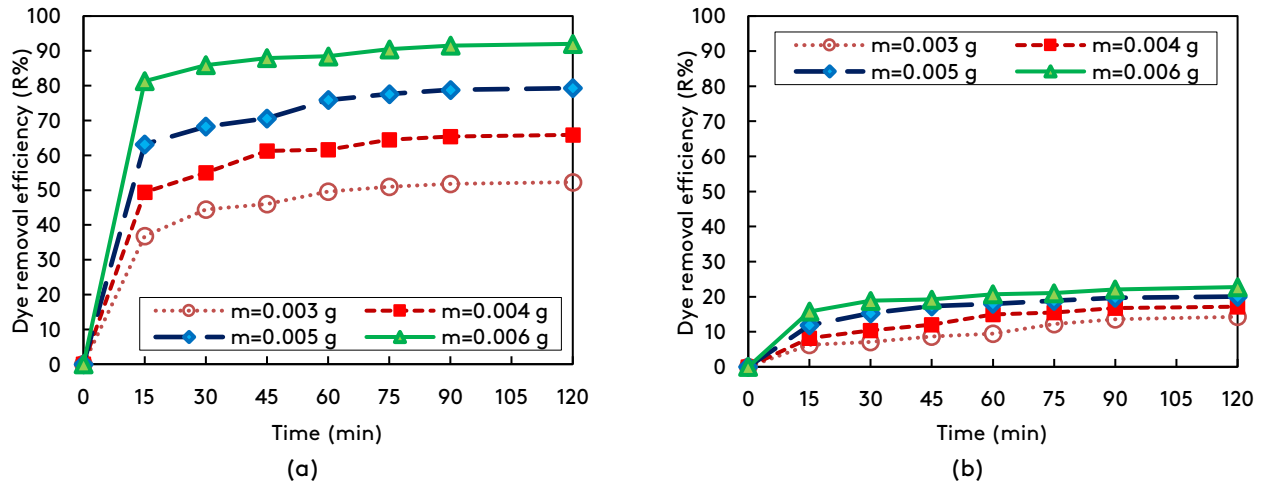 Dye removal efficiency (R%)
100
90
80
70
60
50
40
30
20
10
0
m=0.003 g m=0.004 g
m=0.005 g m=0.006 g
0 15 30 45 60 75 90 105 120
Time (min)
(a)
Dye removal efficiency (R%)
100
90
80
70
60
50
40
30
20
10
0
m=0.003 g m=0.004 g
m=0.005 g m=0.006 g
0 15 30 45 60 75 90 105 120
Time (min)
(b)